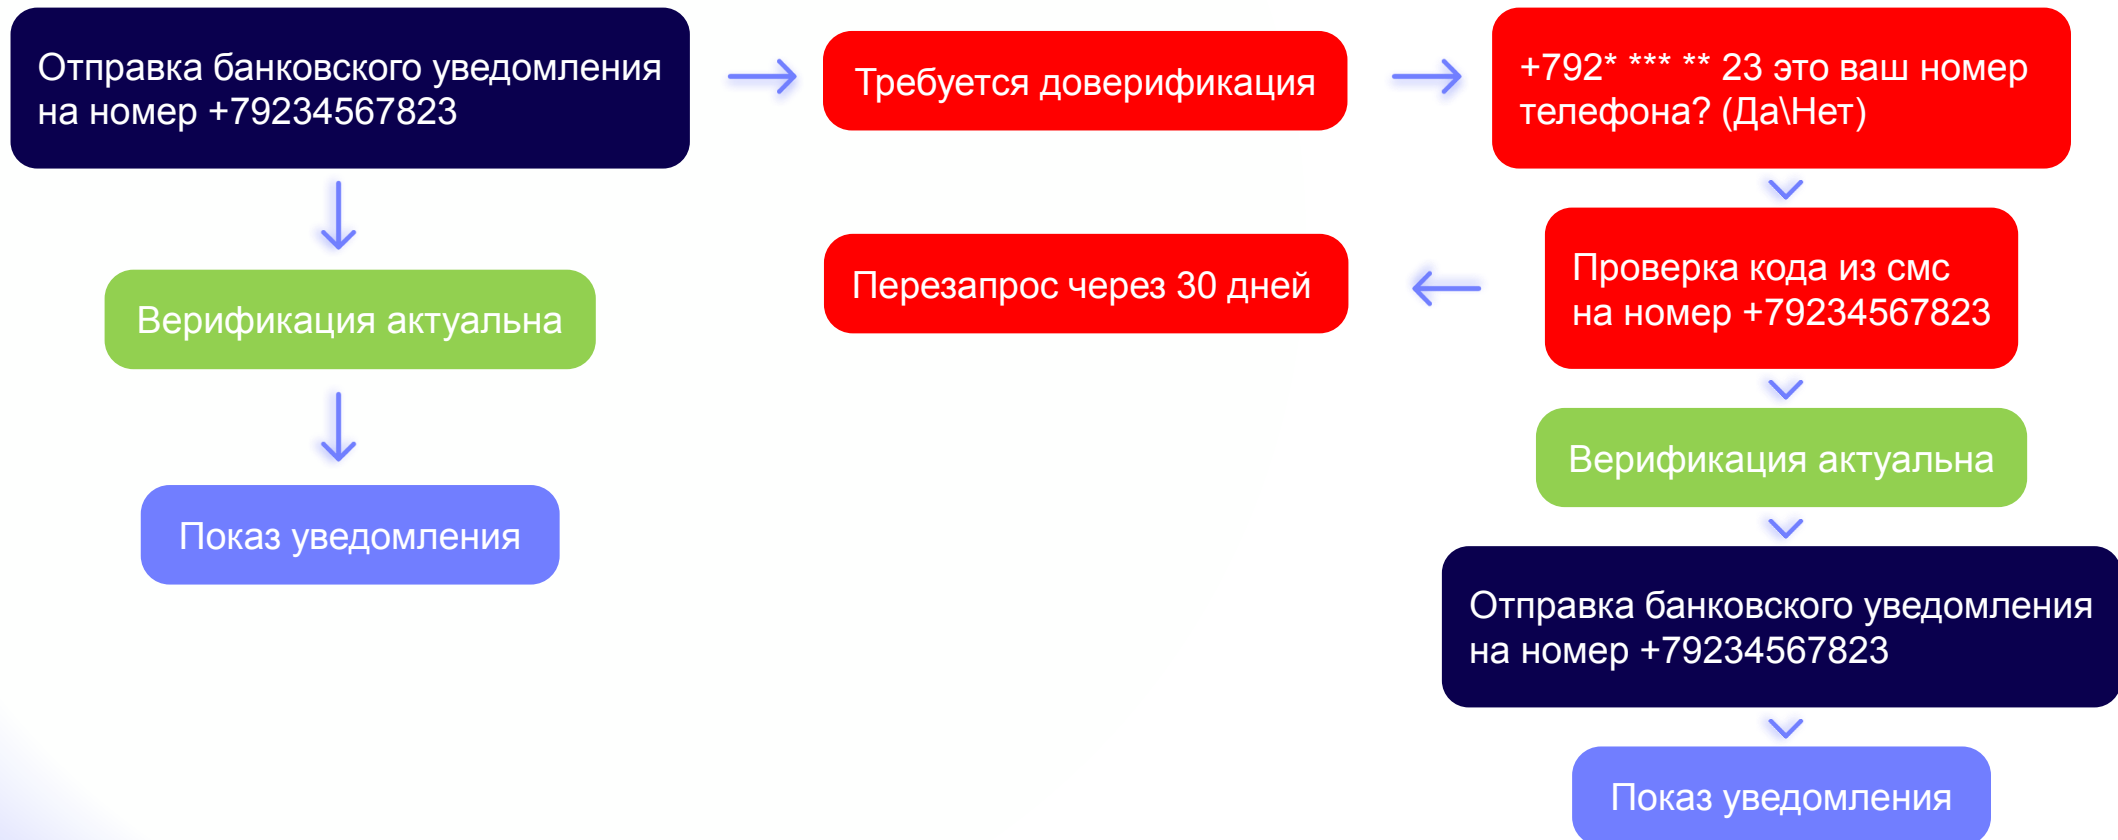 Отправка банковского уведомления
на номер +79234567823
Требуется доверификация
+792* *** ** 23 это ваш номер
телефона? (Да\Нет)
Перезапрос через 30 дней
Проверка кода из смс
на номер +79234567823
Верификация актуальна
Верификация актуальна
Показ уведомления
Отправка банковского уведомления
на номер +79234567823
Показ уведомления